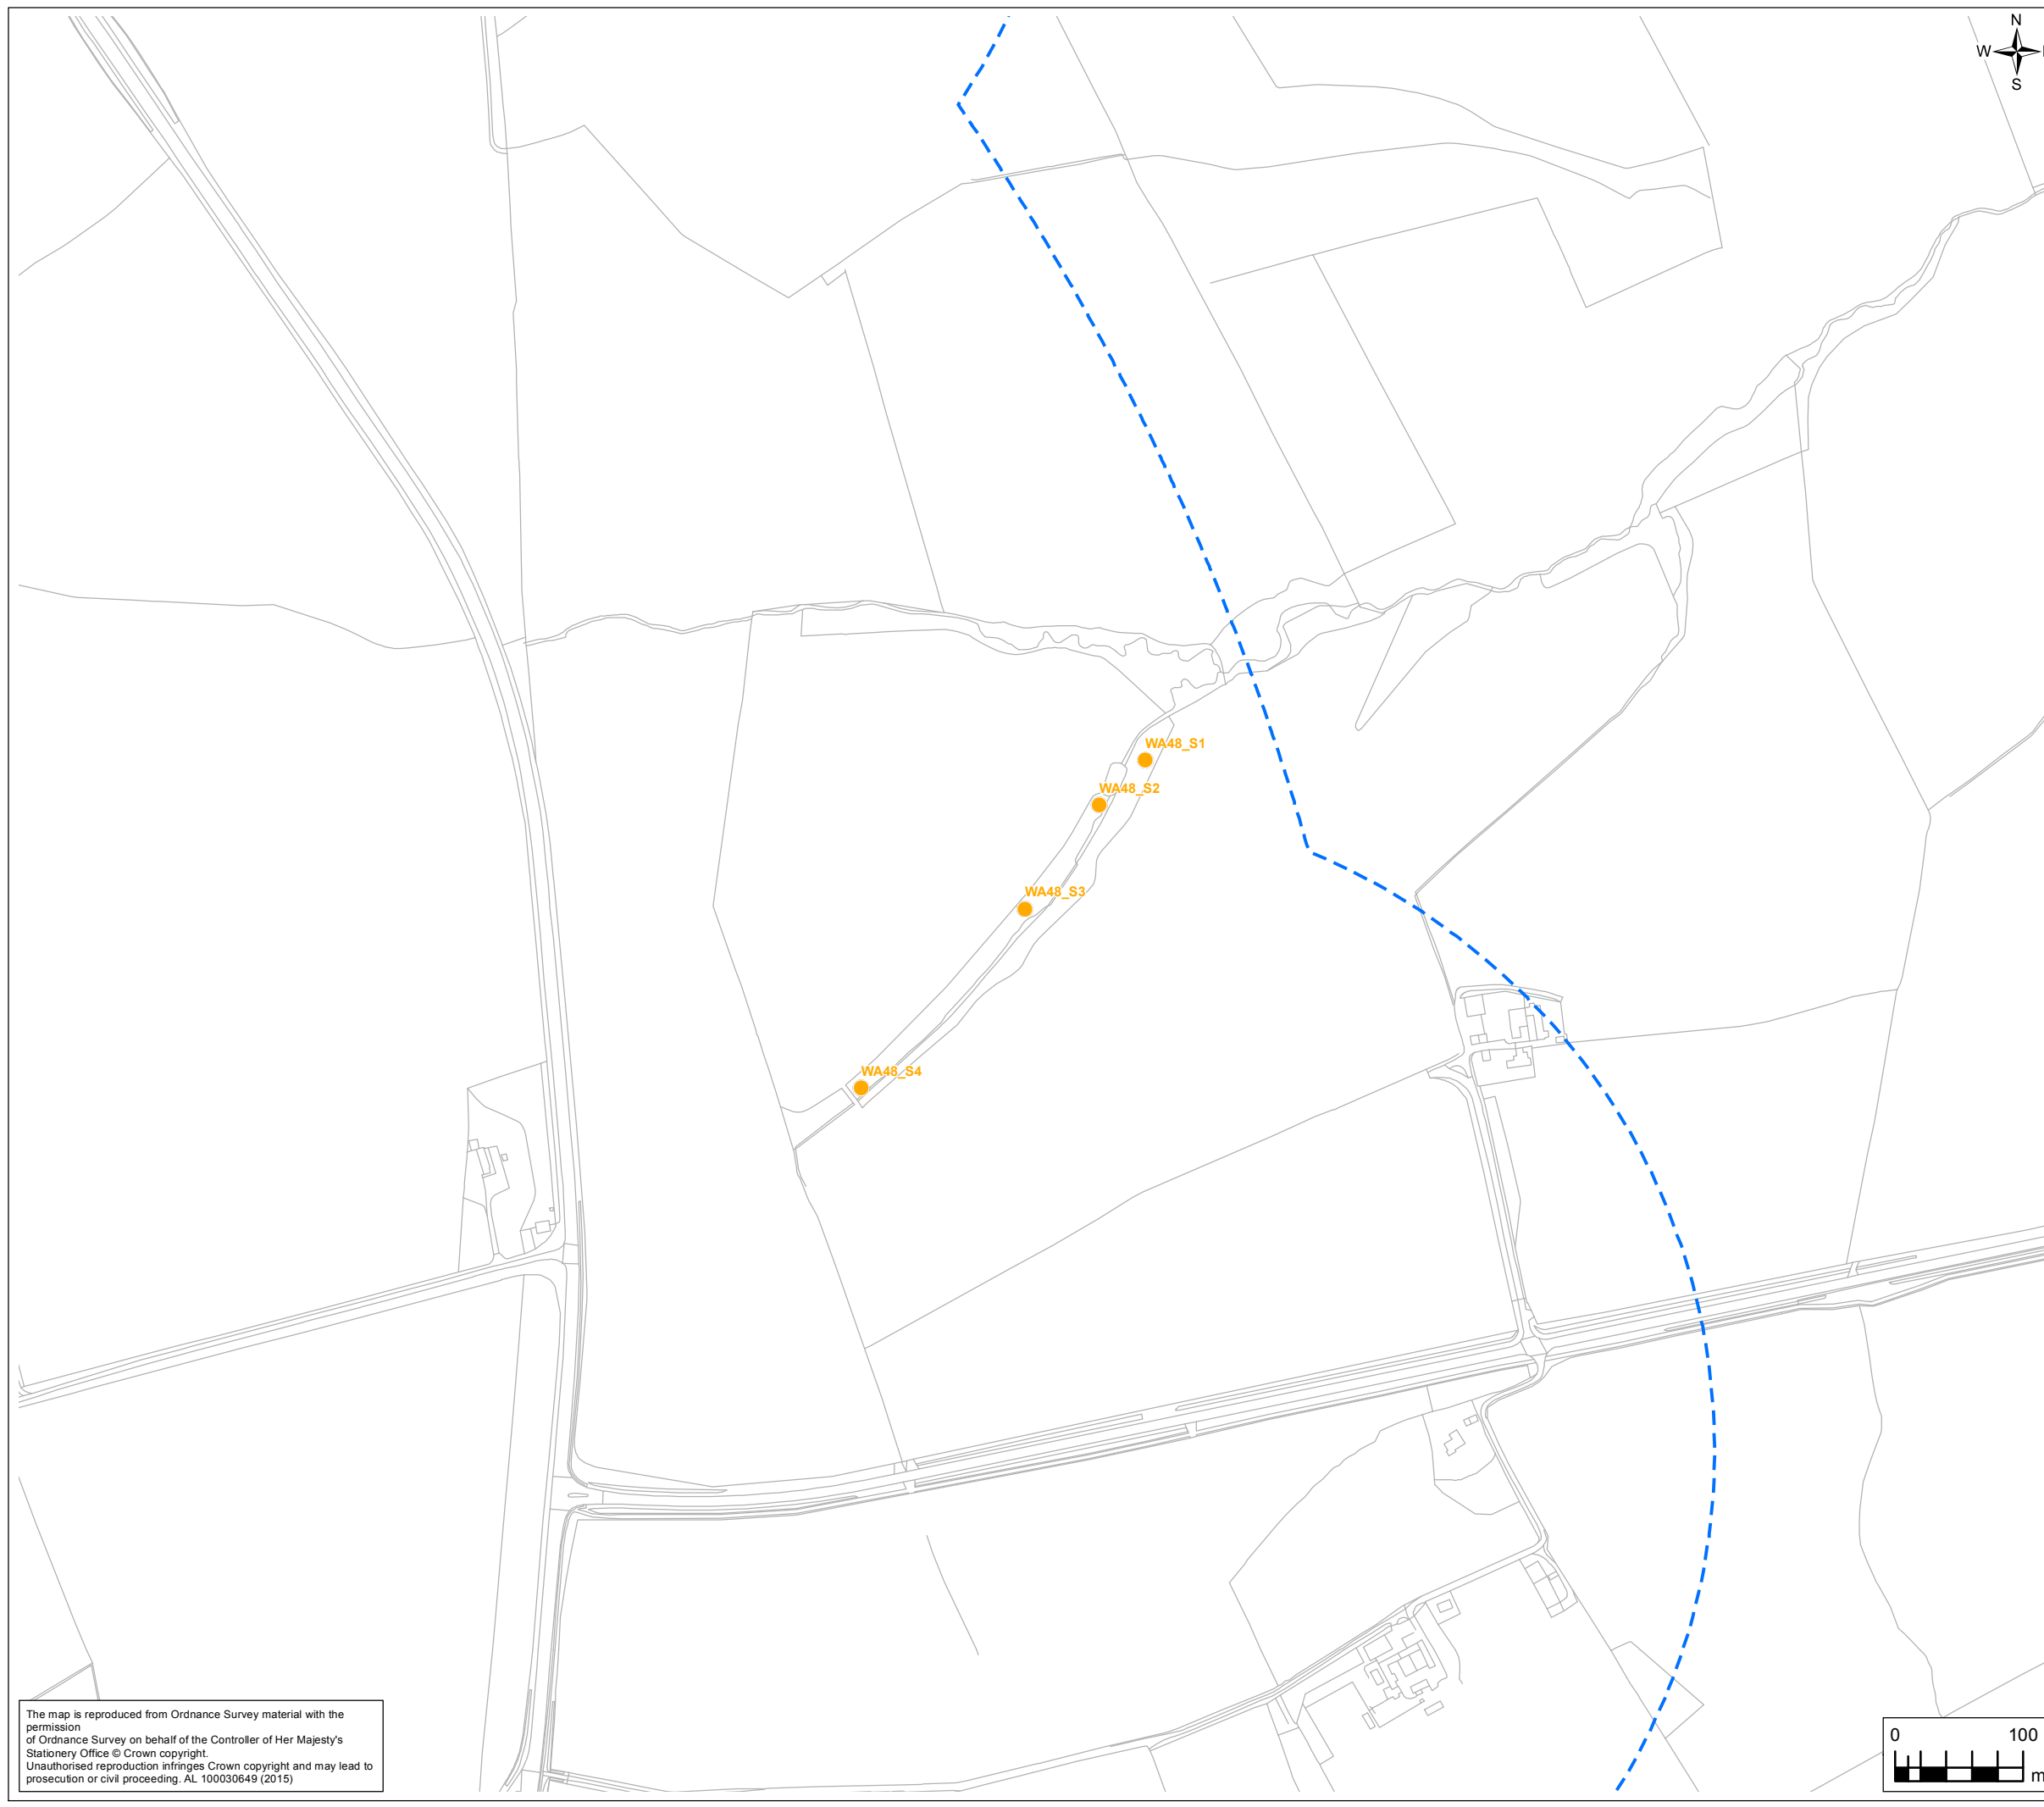 N
W
S
WA48_S1
WA48_S2
WA48_S3
WA48_S4
The map is reproduced from Ordnance Survey material with the
permission
of Ordnance Survey on behalf of the Controller of Her Majesty's
Stationery Office © Crown copyright.
Unauthorised reproduction infringes Crown copyright and may lead to
prosecution or civil proceeding. AL 100030649 (2015)
0 100
m